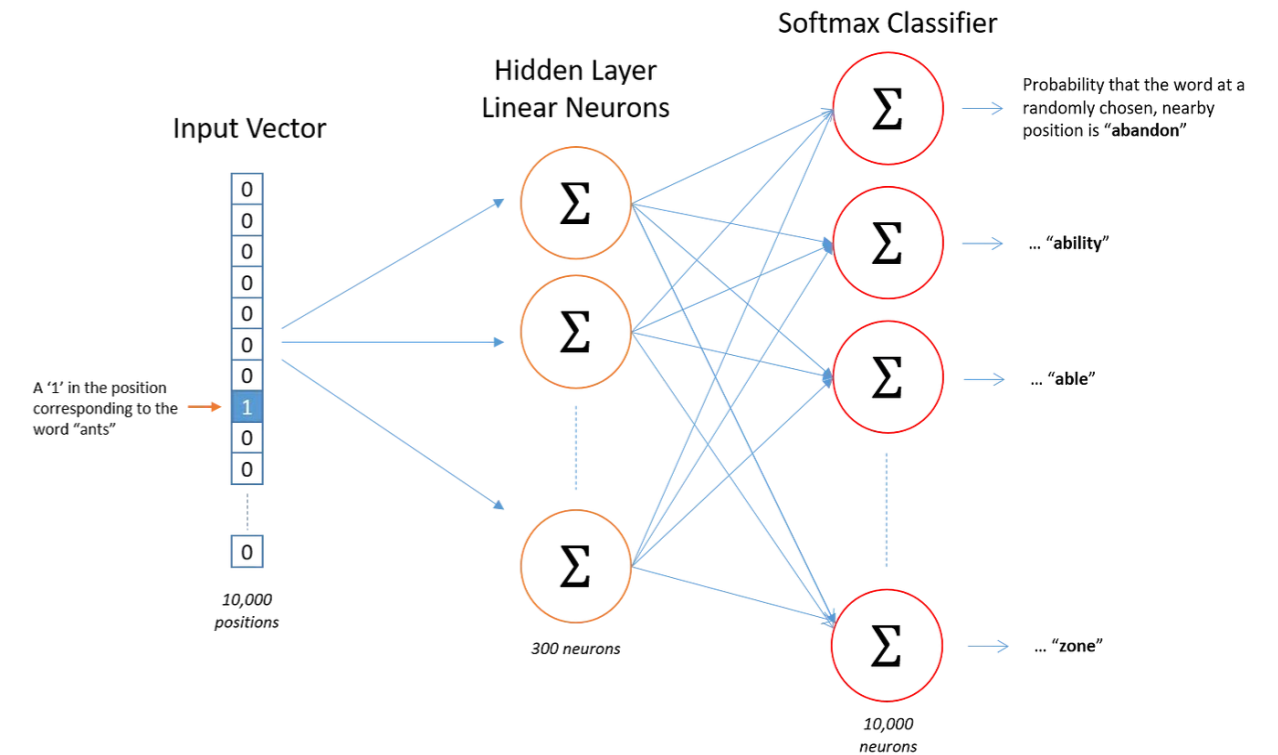 Softmax Classifier
Hidden Layer
Linear Neurons
Input Vector
Σ
Probability that the word at a
randomly chosen, nearby
position is “abandon”
0
0
0
0
0
0
0
1
0
0
0
A ‘1’ in the position
corresponding to the
word “ants”
10,000
positions
Σ
Σ
Σ
300 neurons
Σ
... “ability”
Σ
... “able”
Σ
... “zone”
10,000
neurons